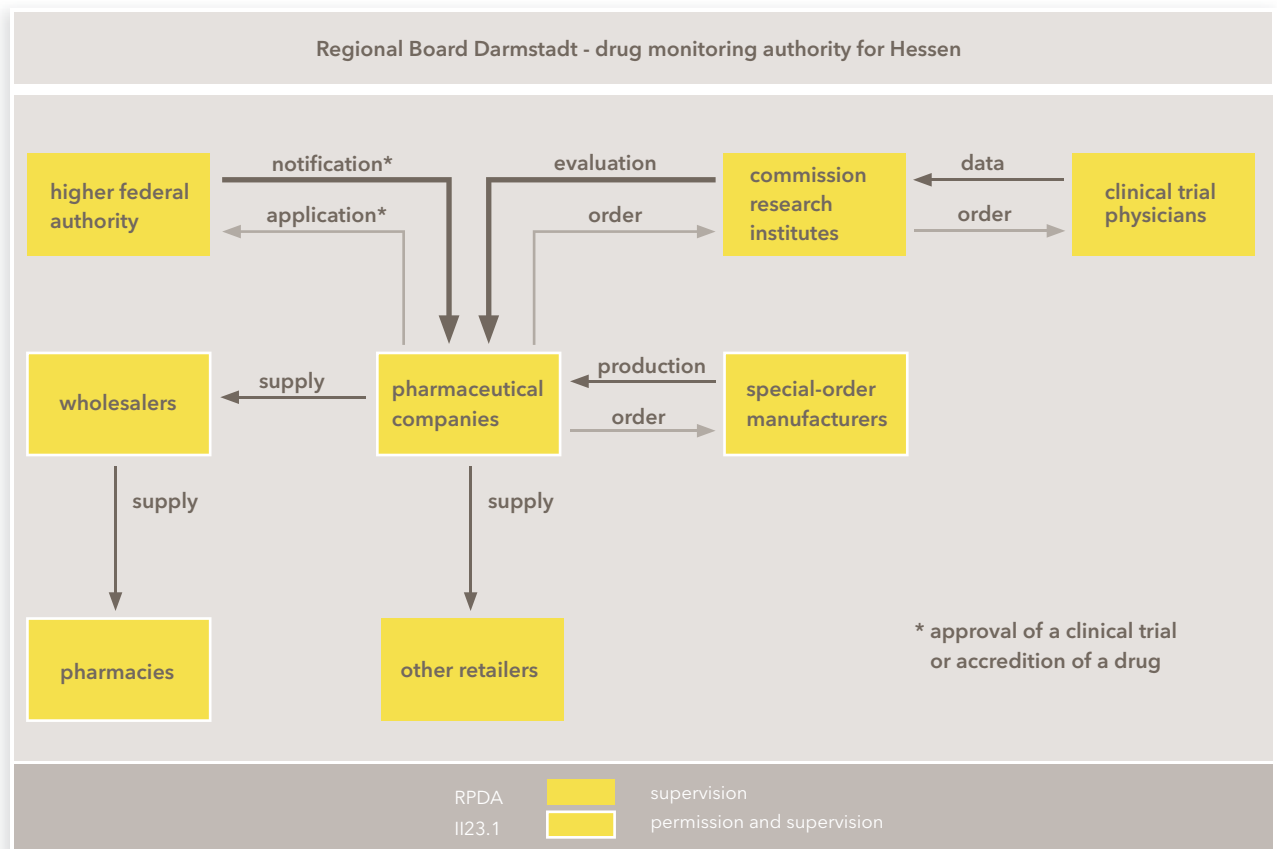 Regional Board Darmstadt - drug monitoring authority for Hessen
notification*
evaluation
data
higher federal
authority
application*
order
commission
research
institutes
order
clinical trial
physicians
supply
production
wholesalers
pharmaceutical
companies
order
special-order
manufacturers
supply
supply
pharmacies
other retailers
* approval of a clinical trial
or accredition of a drug
RPDA
supervision
II23.1
permission and supervision